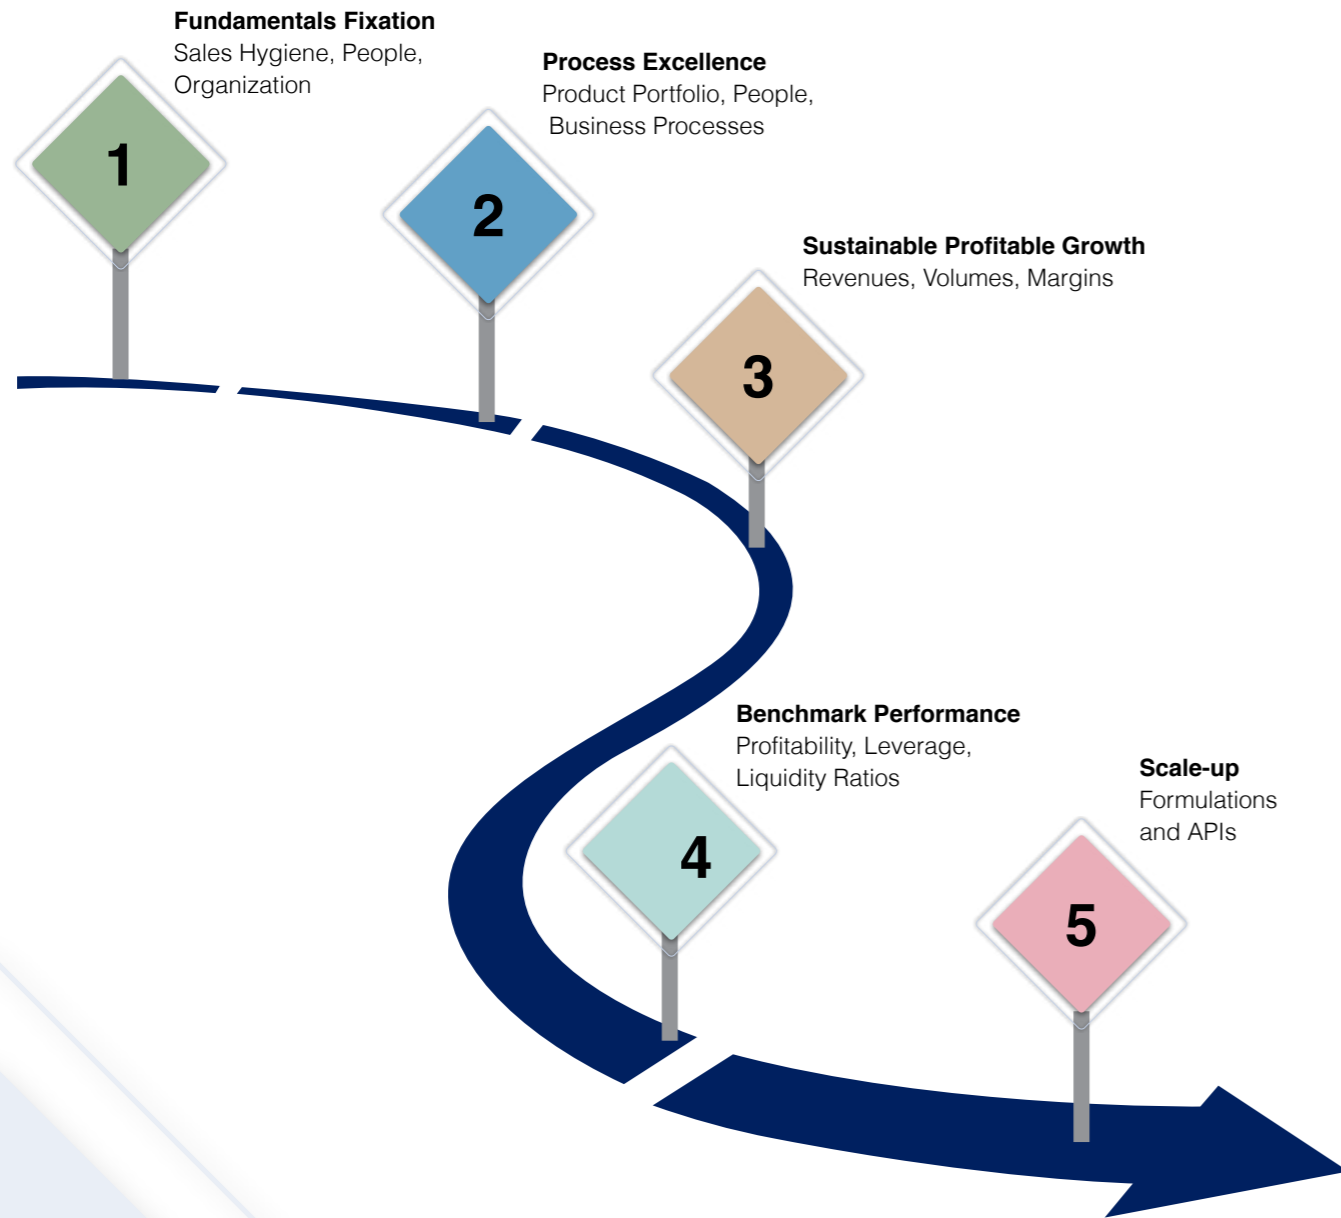 Fundamentals Fixation
Sales Hygiene, People,
Organization
1
Process Excellence
Product Portfolio, People,
Business Processes
2
Sustainable Profitable Growth
Revenues, Volumes, Margins
3
Benchmark Performance
Profitability, Leverage,
Liquidity Ratios
4
Scale-up
Formulations
and APIs
5